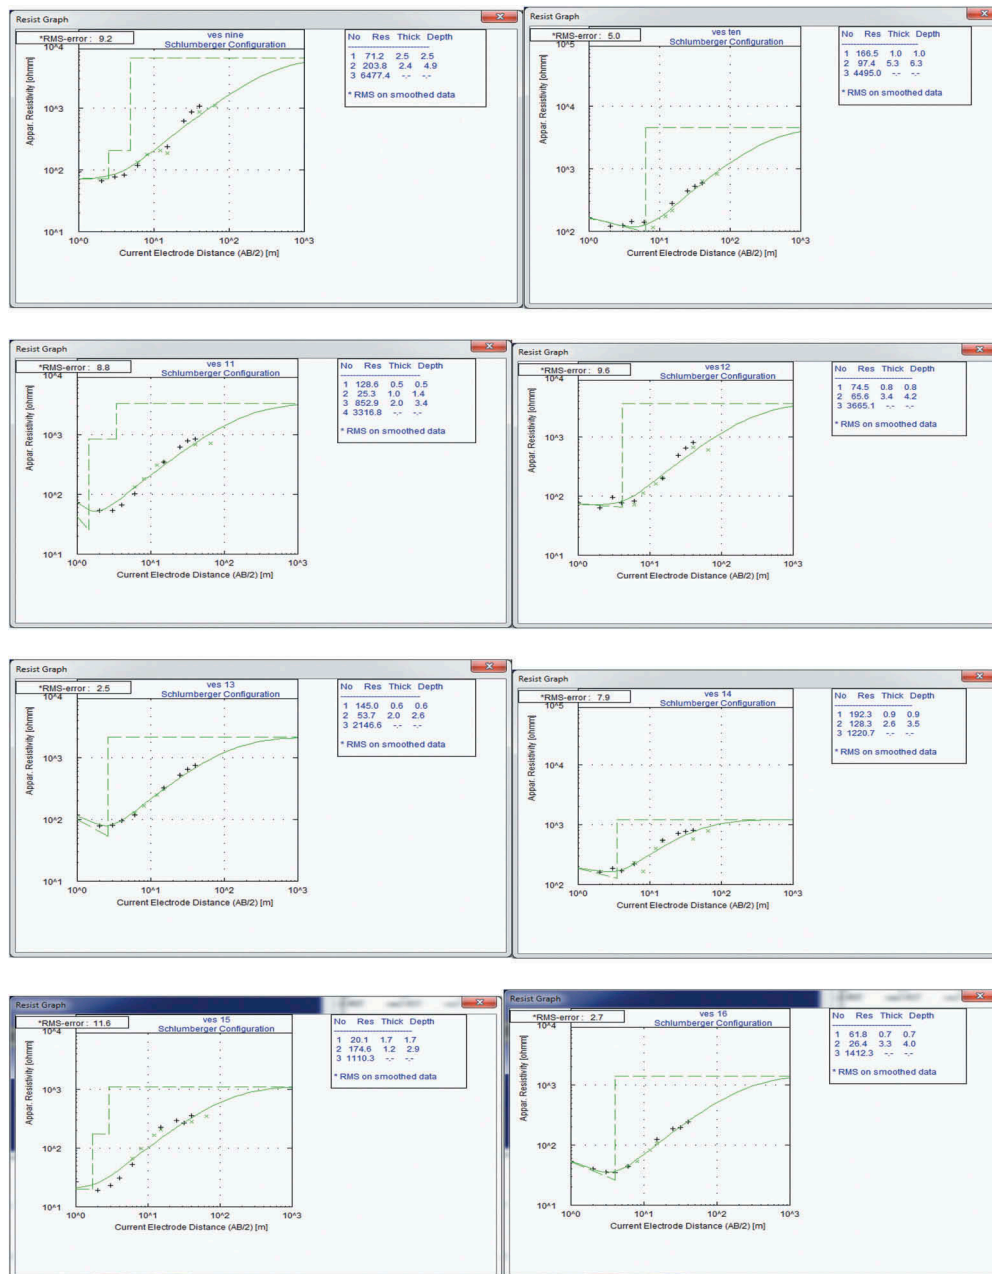 Resist Graph
*RMS-error : 9.2
ves nine
Schlumberger Configuration
10^4
10^3
10^2
10^1
Appar. Resistivity [ohmm]
10^0 10^1 10^2 10^3
Current Electrode Distance (AB/2) [m]
No Res Thick Depth
1 71.2 2.5 2.5
2 203.8 2.4 4.9
3 6477.4 -.- -.-
* RMS on smoothed data
Resist Graph
*RMS-error : 5.0
ves ten
Schlumberger Configuration
10^5
10^4
10^3
10^2
Appar. Resistivity [ohmm]
10^0 10^1 10^2 10^3
Current Electrode Distance (AB/2) [m]
No Res Thick Depth
1 166.5 1.0 1.0
2 97.4 5.3 6.3
3 4495.0 -.- -.-
* RMS on smoothed data
Resist Graph
*RMS-error : 8.8
ves 11
Schlumberger Configuration
10^4
10^3
10^2
10^1
Appar. Resistivity [ohmm]
10^0 10^1 10^2 10^3
Current Electrode Distance (AB/2) [m]
No Res Thick Depth
1 128.6 0.5 0.5
2 25.3 1.0 1.4
3 852.9 2.0 3.4
4 3316.8 -.- -.-
* RMS on smoothed data
Resist Graph
*RMS-error : 9.6
ves12
Schlumberger Configuration
10^4
10^3
10^2
10^1
Appar. Resistivity [ohmm]
10^0 10^1 10^2 10^3
Current Electrode Distance (AB/2) [m]
No Res Thick Depth
1 74.5 0.8 0.8
2 65.6 3.4 4.2
3 3665.1 -.- -.-
* RMS on smoothed data
Resist Graph
*RMS-error : 2.5
ves 13
Schlumberger Configuration
10^4
10^3
10^2
10^1
Appar. Resistivity [ohmm]
10^0 10^1 10^2 10^3
Current Electrode Distance (AB/2) [m]
No Res Thick Depth
1 145.0 0.6 0.6
2 53.7 2.0 2.6
3 2146.6 -.- -.-
* RMS on smoothed data
Resist Graph
*RMS-error : 7.9
ves 14
Schlumberger Configuration
10^5
10^4
10^3
10^2
Appar. Resistivity [ohmm]
10^0 10^1 10^2 10^3
Current Electrode Distance (AB/2) [m]
No Res Thick Depth
1 192.3 0.9 0.9
2 128.3 2.6 3.5
3 1220.7 -.- -.-
* RMS on smoothed data
Resist Graph
*RMS-error : 11.6
ves 15
Schlumberger Configuration
10^4
10^3
10^2
10^1
Appar. Resistivity [ohmm]
10^0 10^1 10^2 10^3
Current Electrode Distance (AB/2) [m]
No Res Thick Depth
1 20.1 1.7 1.7
2 174.6 1.2 2.9
3 1110.3 -.- -.-
* RMS on smoothed data
Resist Graph
*RMS-error : 2.7
ves 16
Schlumberger Configuration
10^4
10^3
10^2
10^1
Appar. Resistivity [ohmm]
10^0 10^1 10^2 10^3
Current Electrode Distance (AB/2) [m]
No Res Thick Depth
1 61.8 0.7 0.7
2 26.4 3.3 4.0
3 1412.3 -.- -.-
* RMS on smoothed data